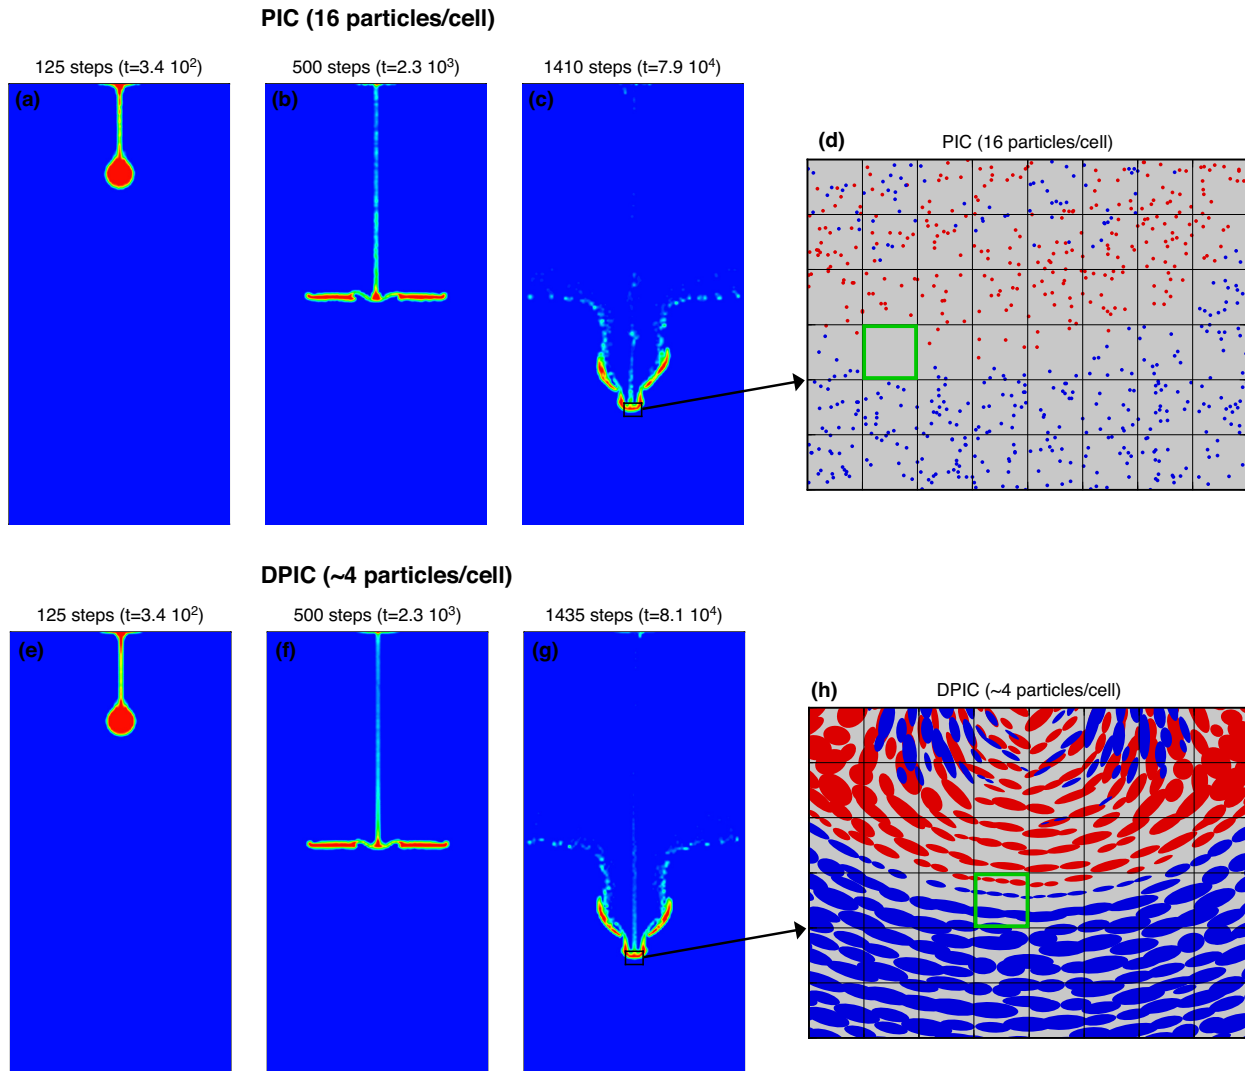 PIC (16 particles/cell)
125 steps (t=3.4 10²)
500 steps (t=2.3 10³)
1410 steps (t=7.9 10⁴)
(a)
(b)
(c)
(d)
PIC (16 particles/cell)
DPIC (~4 particles/cell)
125 steps (t=3.4 10²)
500 steps (t=2.3 10³)
1435 steps (t=8.1 10⁴)
(e)
(f)
(g)
(h)
DPIC (~4 particles/cell)